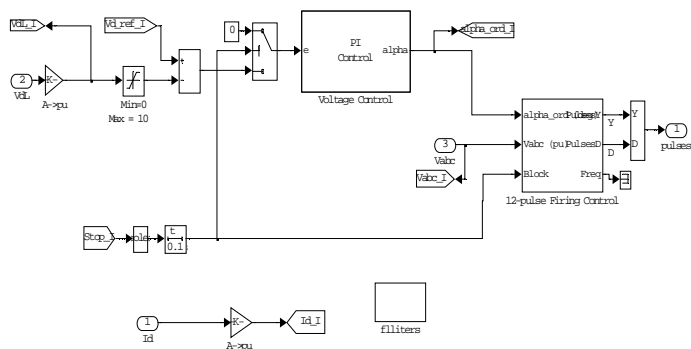 VdL_I
Vd_ref_I
0
PI
Control
e
alpha
alpha_ord_I
2
VdL
K-
A->pu
Min=0
Max = 10
Voltage Control
alpha_ord
PulsesY
Y
Y
1
pulses
3
Vabc
Vabc (pu)
PulsesD
D
D
Vabc_I
Block
Freq
12-pulse Firing Control
Stop_I
t
0.1
1
Id
K-
A->pu
Id_I
flliters